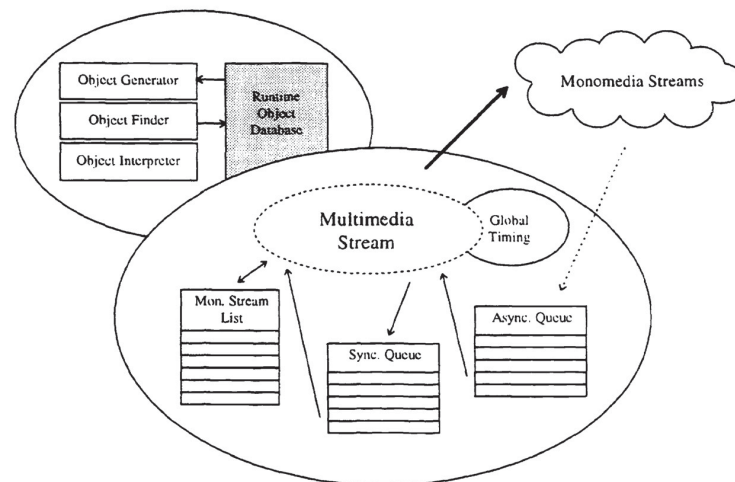 Object Generator
Object Finder
Object Interpreter
Runtime
Object
Database
Monomedia Streams
Multimedia
Stream
Global
Timing
Mon. Stream
List
Sync. Queue
Async. Queue